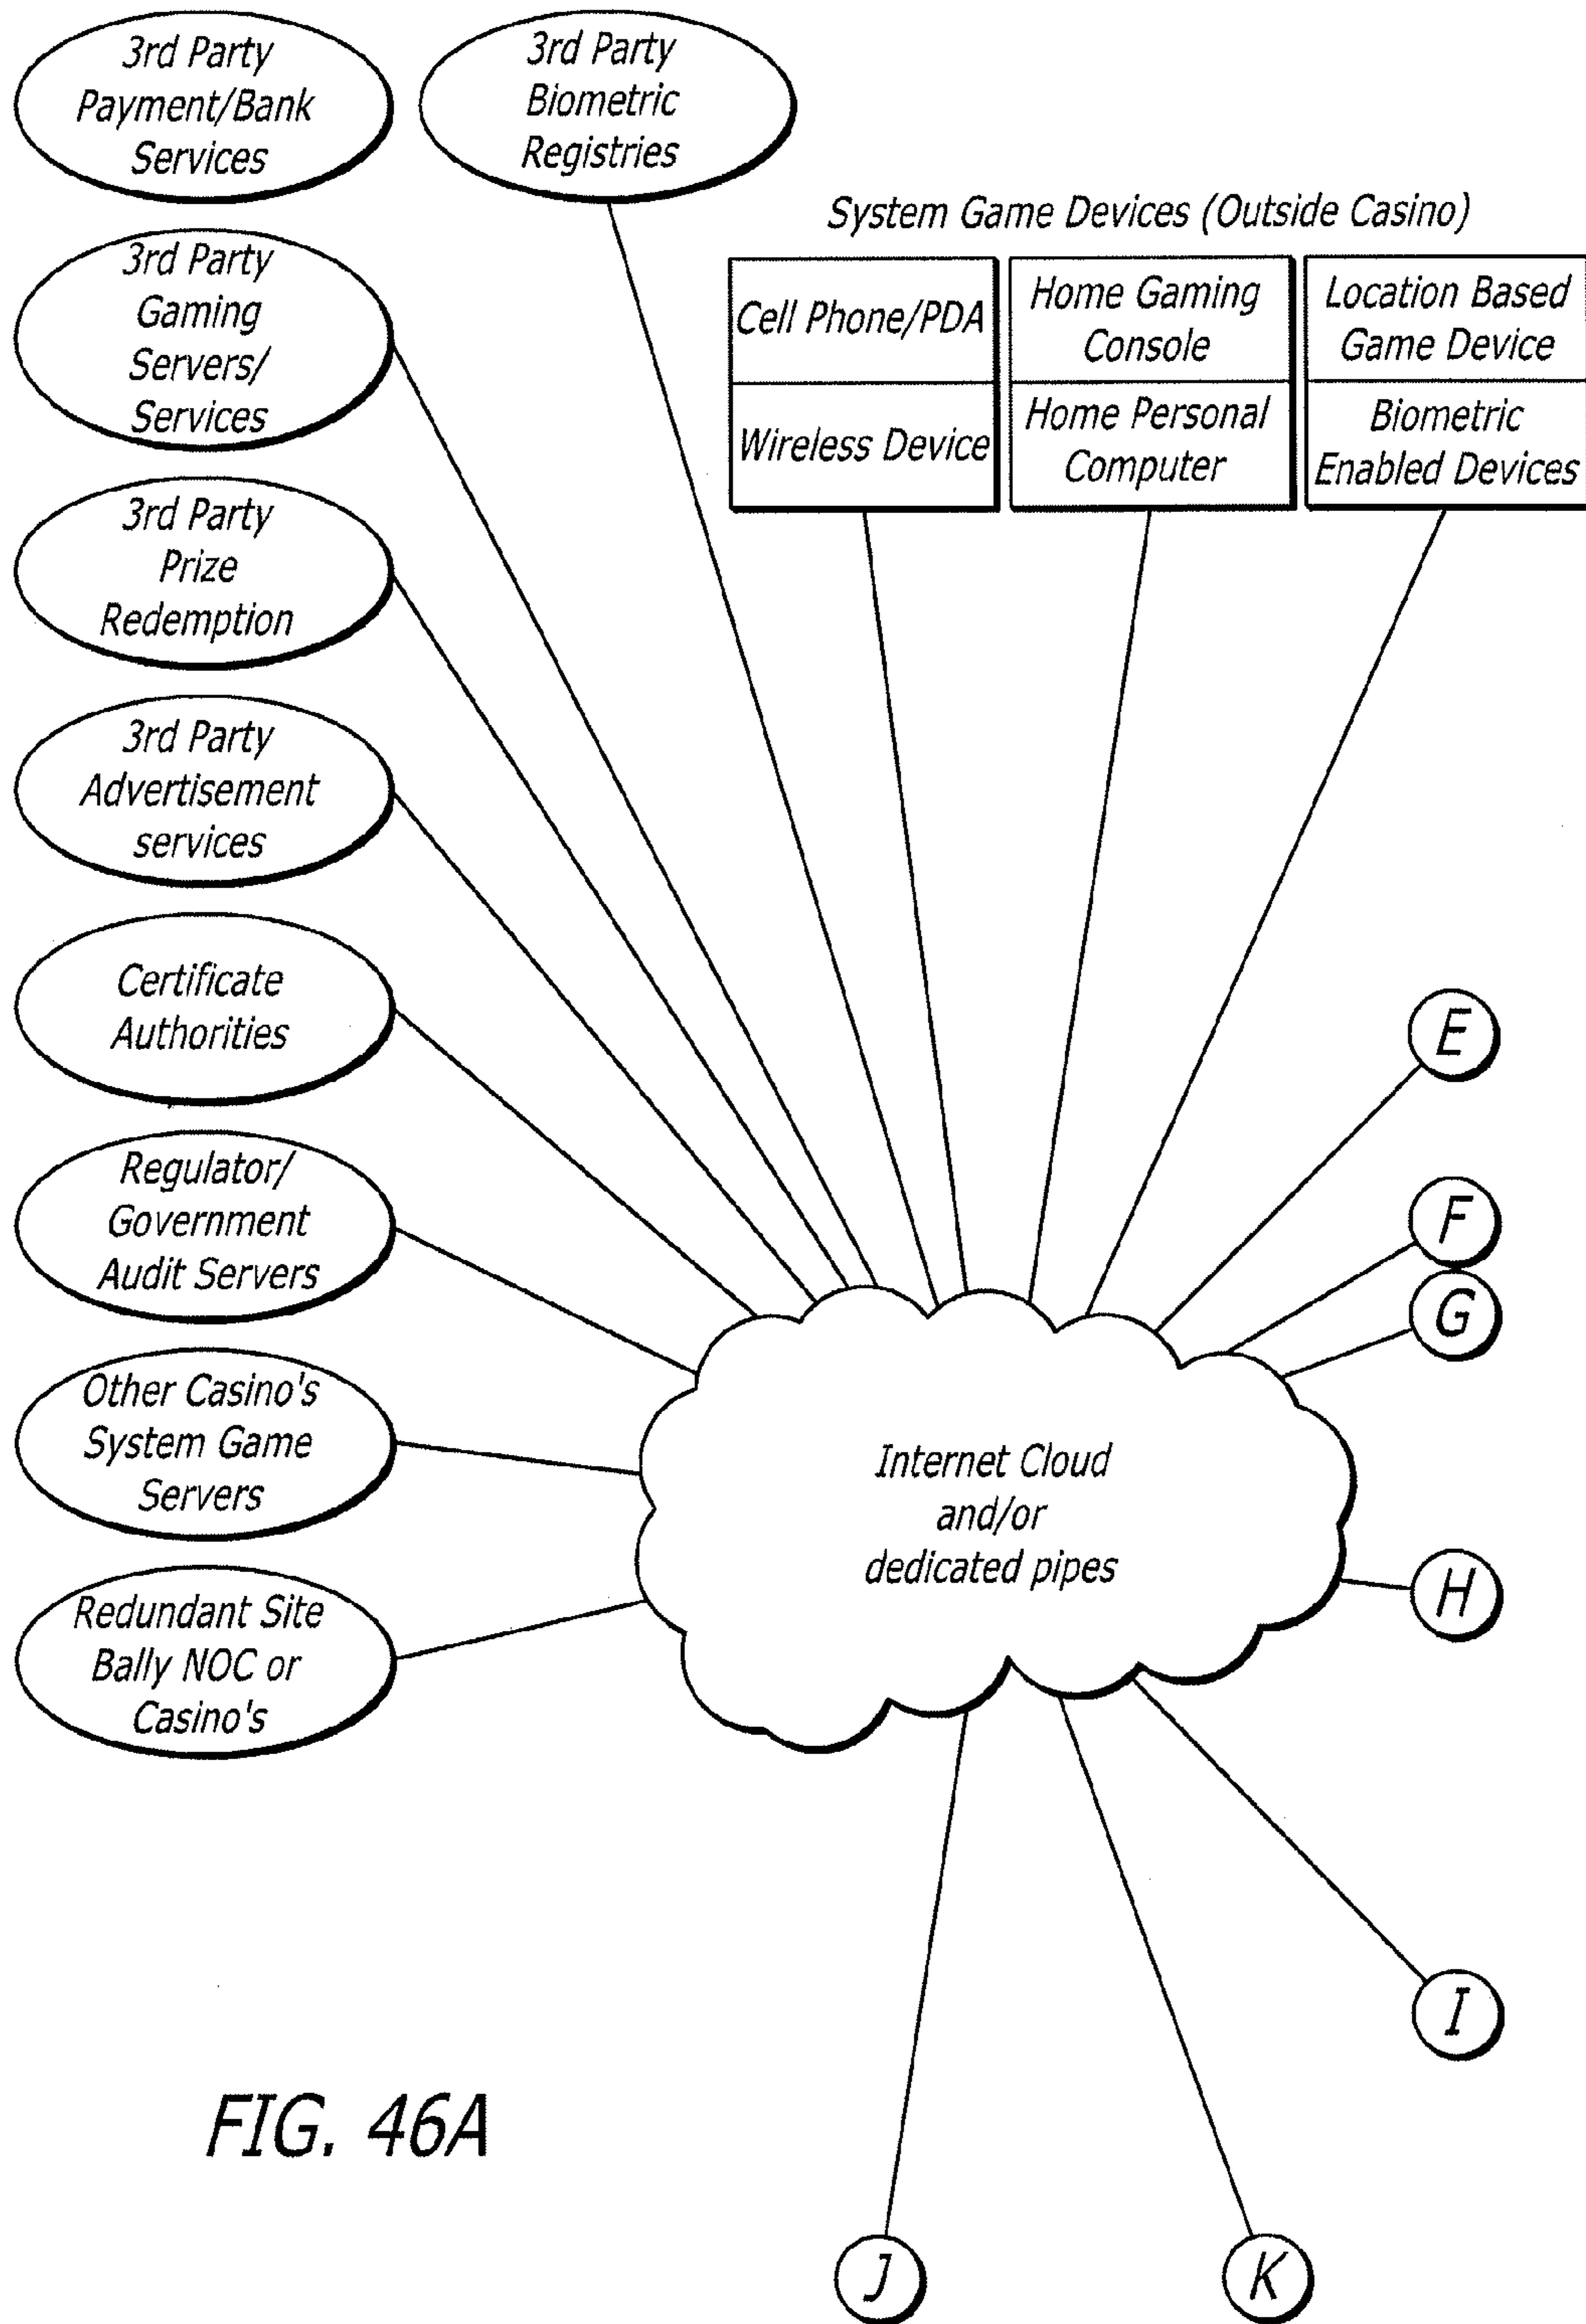 3rd Party
Payment/Bank
Services
3rd Party
Biometric
Registries
System Game Devices (Outside Casino)
3rd Party
Gaming
Servers/
Services
Cell Phone/PDA
Wireless Device
Home Gaming
Console
Home Personal
Computer
Location Based
Game Device
Biometric
Enabled Devices
3rd Party
Prize
Redemption
3rd Party
Advertisement
services
Certificate
Authorities
Regulator/
Government
Audit Servers
Other Casino's
System Game
Servers
Redundant Site
Bally NOC or
Casino's
Internet Cloud
and/or
dedicated pipes
E
F
G
H
I
J
K
FIG. 46A